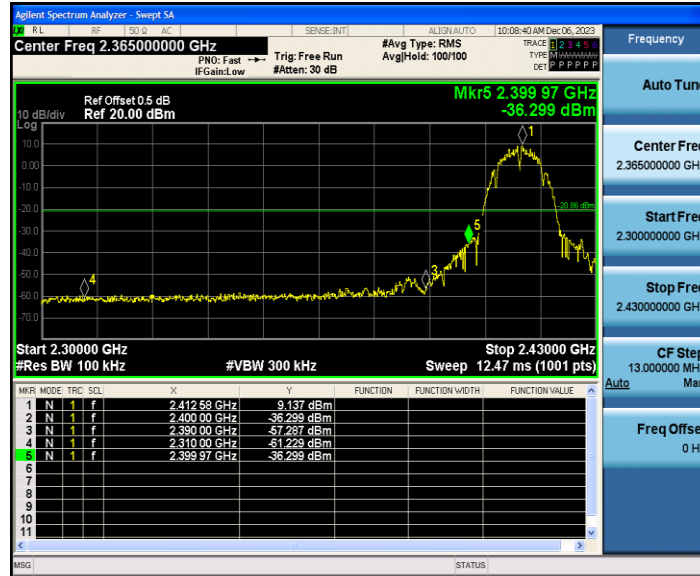 Agilent Spectrum Analyzer - Swept SA
LXI RL RF 50 Ω AC SENSE:INT ALIGN AUTO 10:08:40 AM Dec 06, 2023
Center Freq 2.365000000 GHz
PNO: Fast
IFGain:Low
Trig: Free Run
#Atten: 30 dB
#Avg Type: RMS
Avg|Hold: 100/100
TRACE 1 2 3 4 5 6
TYPE M
DET P P P P P P
Ref Offset 0.5 dB
10 dB/div Ref 20.00 dBm
Log
Mkr5 2.399 97 GHz
-36.299 dBm
10.0
0.00
-10.0
-20.0
-30.0
-40.0
-50.0
-60.0
-70.0
1
-20.86 dBm
5
3
4
Start 2.30000 GHz Stop 2.43000 GHz
#Res BW 100 kHz #VBW 300 kHz Sweep 12.47 ms (1001 pts)
MKR MODE TRC SCL X Y FUNCTION FUNCTION WIDTH FUNCTION VALUE
1 N 1 f 2.412 58 GHz 9.137 dBm
2 N 1 f 2.400 00 GHz -36.299 dBm
3 N 1 f 2.390 00 GHz -57.287 dBm
4 N 1 f 2.310 00 GHz -61.229 dBm
5 N 1 f 2.399 97 GHz -36.299 dBm
6
7
8
9
10
11
MSG STATUS
Frequency
Auto Tun
Center Fre
2.365000000 GH
Start Fre
2.300000000 GH
Stop Fre
2.430000000 GH
CF Ste
13.000000 MH
Auto Ma
Freq Offse
0 H